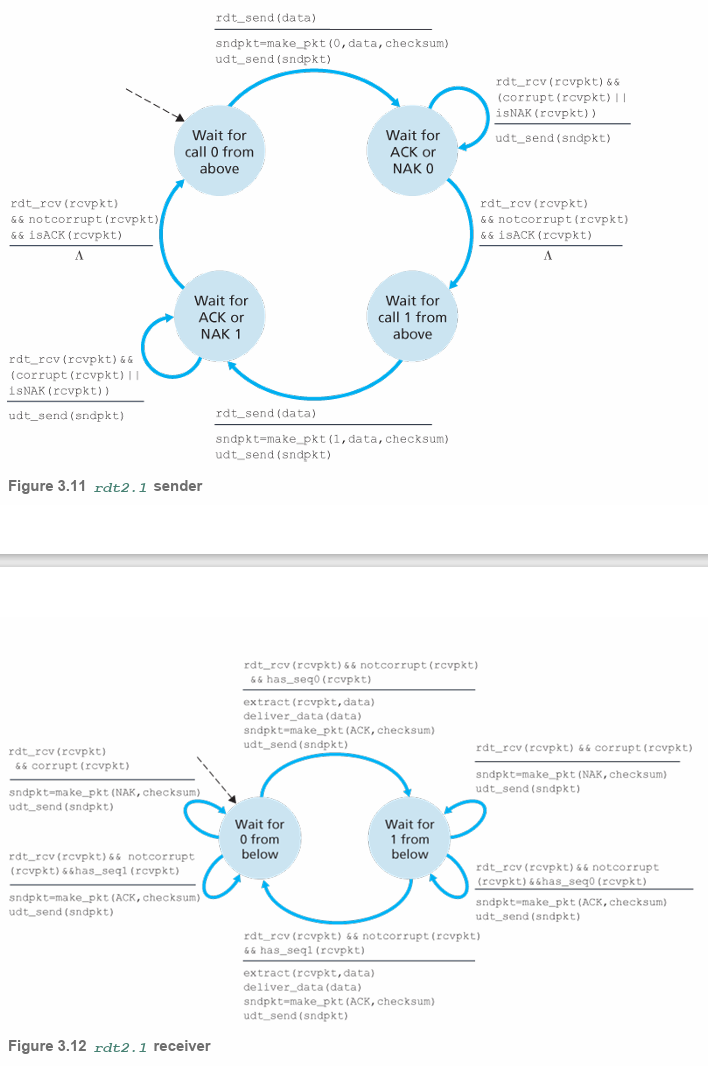 rdt_send(data)
sndpkt=make_pkt(0,data,checksum)
udt_send(sndpkt)
rdt_rcv(rcvpkt)&&
(corrupt(rcvpkt)||
isNAK(rcvpkt))
udt_send(sndpkt)
Wait for
call 0 from
above
Wait for
ACK or
NAK 0
rdt_rcv(rcvpkt)
&& notcorrupt(rcvpkt)
&& isACK(rcvpkt)
Λ
rdt_rcv(rcvpkt)
&& notcorrupt(rcvpkt)
&& isACK(rcvpkt)
Λ
Wait for
ACK or
NAK 1
Wait for
call 1 from
above
rdt_rcv(rcvpkt)&&
(corrupt(rcvpkt)||
isNAK(rcvpkt))
udt_send(sndpkt)
rdt_send(data)
sndpkt=make_pkt(1,data,checksum)
udt_send(sndpkt)
Figure 3.11 rdt2.1 sender
rdt_rcv(rcvpkt)&& notcorrupt(rcvpkt)
&& has_seq0(rcvpkt)
extract(rcvpkt,data)
deliver_data(data)
sndpkt=make_pkt(ACK,checksum)
udt_send(sndpkt)
rdt_rcv(rcvpkt)
&& corrupt(rcvpkt)
sndpkt=make_pkt(NAK,checksum)
udt_send(sndpkt)
rdt_rcv(rcvpkt) && corrupt(rcvpkt)
sndpkt=make_pkt(NAK,checksum)
udt_send(sndpkt)
Wait for
0 from
below
Wait for
1 from
below
rdt_rcv(rcvpkt)&& notcorrupt
(rcvpkt)&&has_seq1(rcvpkt)
sndpkt=make_pkt(ACK,checksum)
udt_send(sndpkt)
rdt_rcv(rcvpkt)&& notcorrupt
(rcvpkt)&&has_seq0(rcvpkt)
sndpkt=make_pkt(ACK,checksum)
udt_send(sndpkt)
rdt_rcv(rcvpkt) && notcorrupt(rcvpkt)
&& has_seq1(rcvpkt)
extract(rcvpkt,data)
deliver_data(data)
sndpkt=make_pkt(ACK,checksum)
udt_send(sndpkt)
Figure 3.12 rdt2.1 receiver